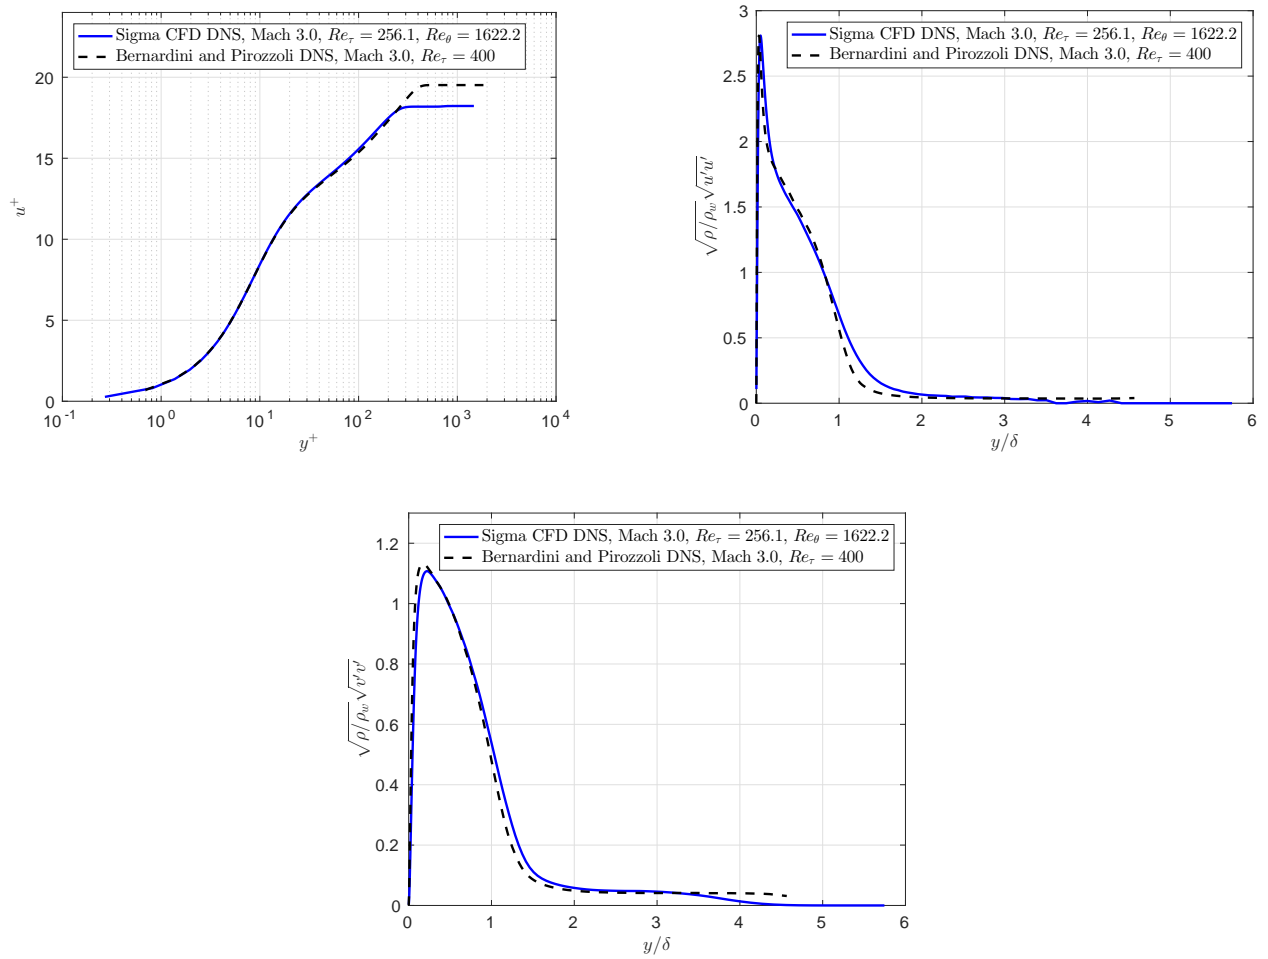 Sigma CFD DNS, Mach 3.0, Re_τ = 256.1, Re_θ = 1622.2
Bernardini and Pirozzoli DNS, Mach 3.0, Re_τ = 400
20
15
10
5
0
u^+
10^-1 10^0 10^1 10^2 10^3 10^4
y^+
Sigma CFD DNS, Mach 3.0, Re_τ = 256.1, Re_θ = 1622.2
Bernardini and Pirozzoli DNS, Mach 3.0, Re_τ = 400
3
2.5
2
1.5
1
0.5
0
√ρ/ρ_w √u'u'
0 1 2 3 4 5 6
y/δ
Sigma CFD DNS, Mach 3.0, Re_τ = 256.1, Re_θ = 1622.2
Bernardini and Pirozzoli DNS, Mach 3.0, Re_τ = 400
1.2
1
0.8
0.6
0.4
0.2
0
√ρ/ρ_w √v'v'
0 1 2 3 4 5 6
y/δ